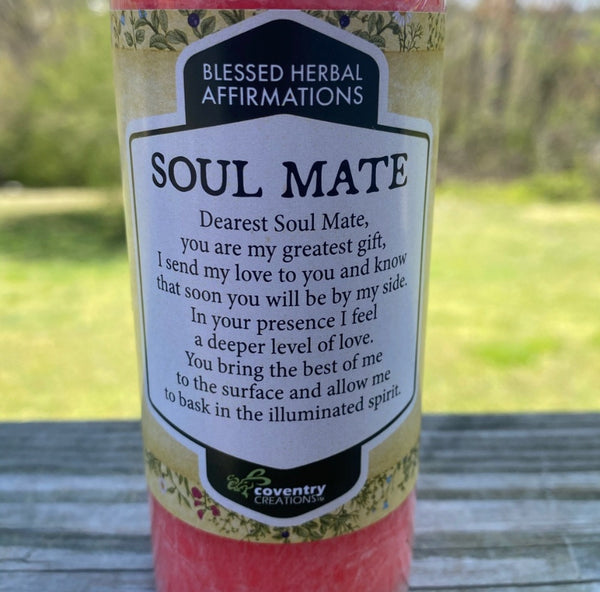 BLESSED HERBAL
AFFIRMATIONS
SOUL MATE
Dearest Soul Mate,
you are my greatest gift,
I send my love to you and know
that soon you will be by my side.
In your presence I feel
a deeper level of love.
You bring the best of me
to the surface and allow me
to bask in the illuminated spirit.
coventry
CREATIONS™